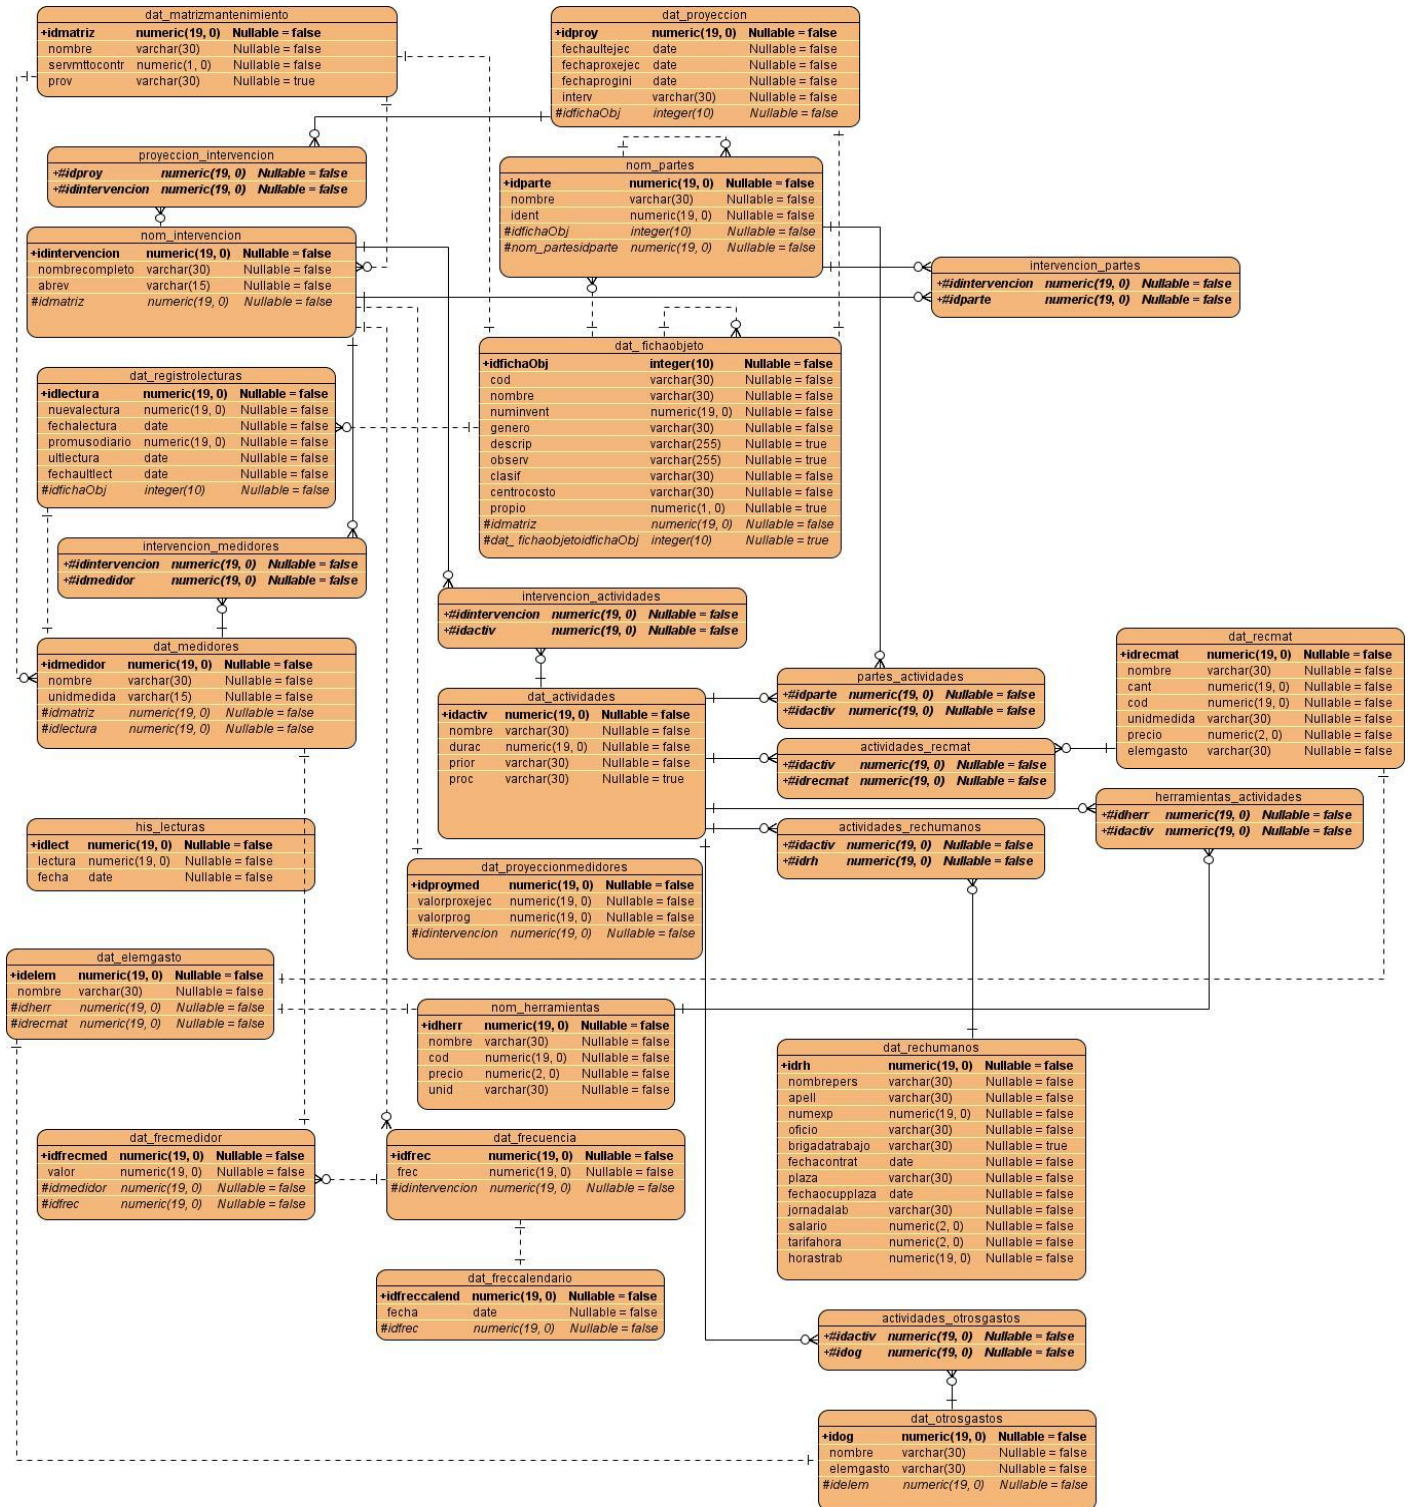 dat_matrizmantenimiento
+idmatriz numeric(19, 0) Nullable = false
nombre varchar(30) Nullable = false
servmttocontr numeric(1, 0) Nullable = false
prov varchar(30) Nullable = true
dat_proyeccion
+idproy numeric(19, 0) Nullable = false
fechaultejec date Nullable = false
fechaproxejec date Nullable = false
fechaprogini date Nullable = false
interv varchar(30) Nullable = false
#idfichaObj integer(10) Nullable = false
proyeccion_intervencion
+#idproy numeric(19, 0) Nullable = false
+#idintervencion numeric(19, 0) Nullable = false
nom_partes
+idparte numeric(19, 0) Nullable = false
nombre varchar(30) Nullable = false
ident numeric(19, 0) Nullable = false
#idfichaObj integer(10) Nullable = false
#nom_partesidparte numeric(19, 0) Nullable = false
nom_intervencion
+idintervencion numeric(19, 0) Nullable = false
nombrecompleto varchar(30) Nullable = false
abrev varchar(15) Nullable = false
#idmatriz numeric(19, 0) Nullable = false
intervencion_partes
+#idintervencion numeric(19, 0) Nullable = false
+#idparte numeric(19, 0) Nullable = false
dat_ fichaobjeto
+idfichaObj integer(10) Nullable = false
cod varchar(30) Nullable = false
nombre varchar(30) Nullable = false
numinvent numeric(19, 0) Nullable = false
genero varchar(30) Nullable = false
descrip varchar(255) Nullable = true
observ varchar(255) Nullable = true
clasif varchar(30) Nullable = false
centrocosto varchar(30) Nullable = false
propio numeric(1, 0) Nullable = true
#idmatriz numeric(19, 0) Nullable = false
#dat_ fichaobjetoidfichaObj integer(10) Nullable = true
dat_registrolecturas
+idlectura numeric(19, 0) Nullable = false
nuevalectura numeric(19, 0) Nullable = false
fechalectura date Nullable = false
promusodiario numeric(19, 0) Nullable = false
ultlectura date Nullable = false
fechaultlect date Nullable = false
#idfichaObj integer(10) Nullable = false
intervencion_medidores
+#idintervencion numeric(19, 0) Nullable = false
+#idmedidor numeric(19, 0) Nullable = false
intervencion_actividades
+#idintervencion numeric(19, 0) Nullable = false
+#idactiv numeric(19, 0) Nullable = false
dat_medidores
+idmedidor numeric(19, 0) Nullable = false
nombre varchar(30) Nullable = false
unidmedida varchar(15) Nullable = false
#idmatriz numeric(19, 0) Nullable = false
#idlectura numeric(19, 0) Nullable = false
dat_recmat
+idrecmat numeric(19, 0) Nullable = false
nombre varchar(30) Nullable = false
cant numeric(19, 0) Nullable = false
cod numeric(19, 0) Nullable = false
unidmedida varchar(30) Nullable = false
precio numeric(2, 0) Nullable = false
elemgasto varchar(30) Nullable = false
partes_actividades
+#idparte numeric(19, 0) Nullable = false
+#idactiv numeric(19, 0) Nullable = false
dat_actividades
+idactiv numeric(19, 0) Nullable = false
nombre varchar(30) Nullable = false
durac numeric(19, 0) Nullable = false
prior varchar(30) Nullable = false
proc varchar(30) Nullable = true
actividades_recmat
+#idactiv numeric(19, 0) Nullable = false
+#idrecmat numeric(19, 0) Nullable = false
herramientas_actividades
+#idherr numeric(19, 0) Nullable = false
+#idactiv numeric(19, 0) Nullable = false
his_lecturas
+idlect numeric(19, 0) Nullable = false
lectura numeric(19, 0) Nullable = false
fecha date Nullable = false
actividades_rechumanos
+#idactiv numeric(19, 0) Nullable = false
+#idrh numeric(19, 0) Nullable = false
dat_proyeccionmedidores
+idproymed numeric(19, 0) Nullable = false
valorproxejec numeric(19, 0) Nullable = false
valorprog numeric(19, 0) Nullable = false
#idintervencion numeric(19, 0) Nullable = false
dat_elemgasto
+idelem numeric(19, 0) Nullable = false
nombre varchar(30) Nullable = false
#idherr numeric(19, 0) Nullable = false
#idrecmat numeric(19, 0) Nullable = false
nom_herramientas
+idherr numeric(19, 0) Nullable = false
nombre varchar(30) Nullable = false
cod numeric(19, 0) Nullable = false
precio numeric(2, 0) Nullable = false
unid varchar(30) Nullable = false
dat_rechumanos
+idrh numeric(19, 0) Nullable = false
nombrepers varchar(30) Nullable = false
apell varchar(30) Nullable = false
numexp numeric(19, 0) Nullable = false
oficio varchar(30) Nullable = false
brigadatrabajo varchar(30) Nullable = true
fechacontrat date Nullable = false
plaza varchar(30) Nullable = false
fechaocupplaza date Nullable = false
jornadalab varchar(30) Nullable = false
salario numeric(2, 0) Nullable = false
tarifahora numeric(2, 0) Nullable = false
horastrab numeric(19, 0) Nullable = false
dat_frecmedidor
+idfrecmed numeric(19, 0) Nullable = false
valor numeric(19, 0) Nullable = false
#idmedidor numeric(19, 0) Nullable = false
#idfrec numeric(19, 0) Nullable = false
dat_frecuencia
+idfrec numeric(19, 0) Nullable = false
frec numeric(19, 0) Nullable = false
#idintervencion numeric(19, 0) Nullable = false
dat_freccalendario
+idfreccalend numeric(19, 0) Nullable = false
fecha date Nullable = false
#idfrec numeric(19, 0) Nullable = false
actividades_otrosgastos
+#idactiv numeric(19, 0) Nullable = false
+#idog numeric(19, 0) Nullable = false
dat_otrosgastos
+idog numeric(19, 0) Nullable = false
nombre varchar(30) Nullable = false
elemgasto varchar(30) Nullable = false
#idelem numeric(19, 0) Nullable = false